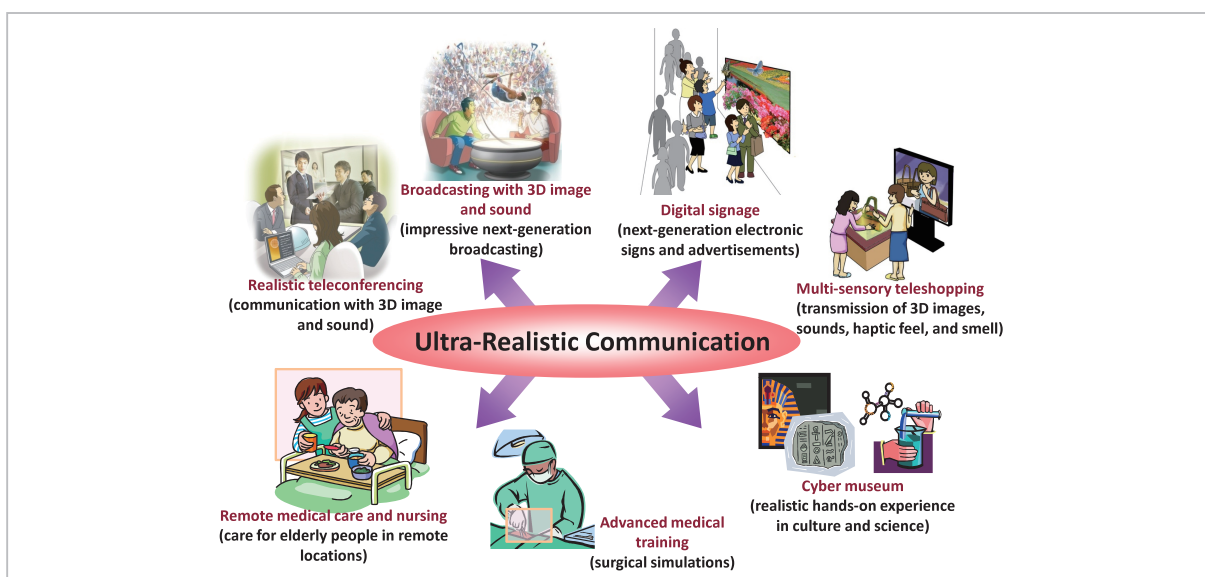 Broadcasting with 3D image
and sound
(impressive next-generation
broadcasting)
Digital signage
(next-generation electronic
signs and advertisements)
Realistic teleconferencing
(communication with 3D image
and sound)
Multi-sensory teleshopping
(transmission of 3D images,
sounds, haptic feel, and smell)
Ultra-Realistic Communication
Remote medical care and nursing
(care for elderly people in remote
locations)
Advanced medical
training
(surgical simulations)
Cyber museum
(realistic hands-on experience
in culture and science)